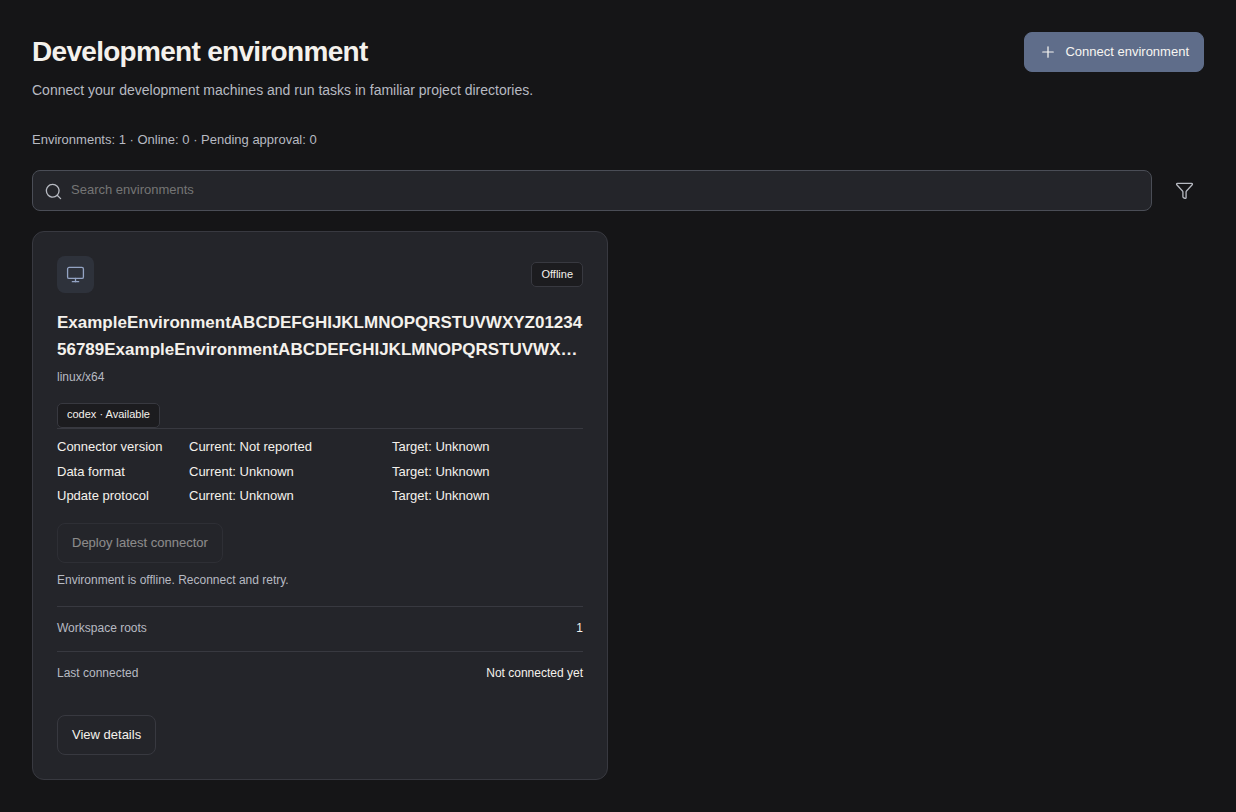 Development environment
Connect environment
Connect your development machines and run tasks in familiar project directories.
Environments: 1 · Online: 0 · Pending approval: 0
Search environments
Offline
ExampleEnvironmentABCDEFGHIJKLMNOPQRSTUVWXYZ01234
56789ExampleEnvironmentABCDEFGHIJKLMNOPQRSTUVWX…
linux/x64
codex · Available
Connector version Current: Not reported Target: Unknown
Data format Current: Unknown Target: Unknown
Update protocol Current: Unknown Target: Unknown
Deploy latest connector
Environment is offline. Reconnect and retry.
Workspace roots 1
Last connected Not connected yet
View details